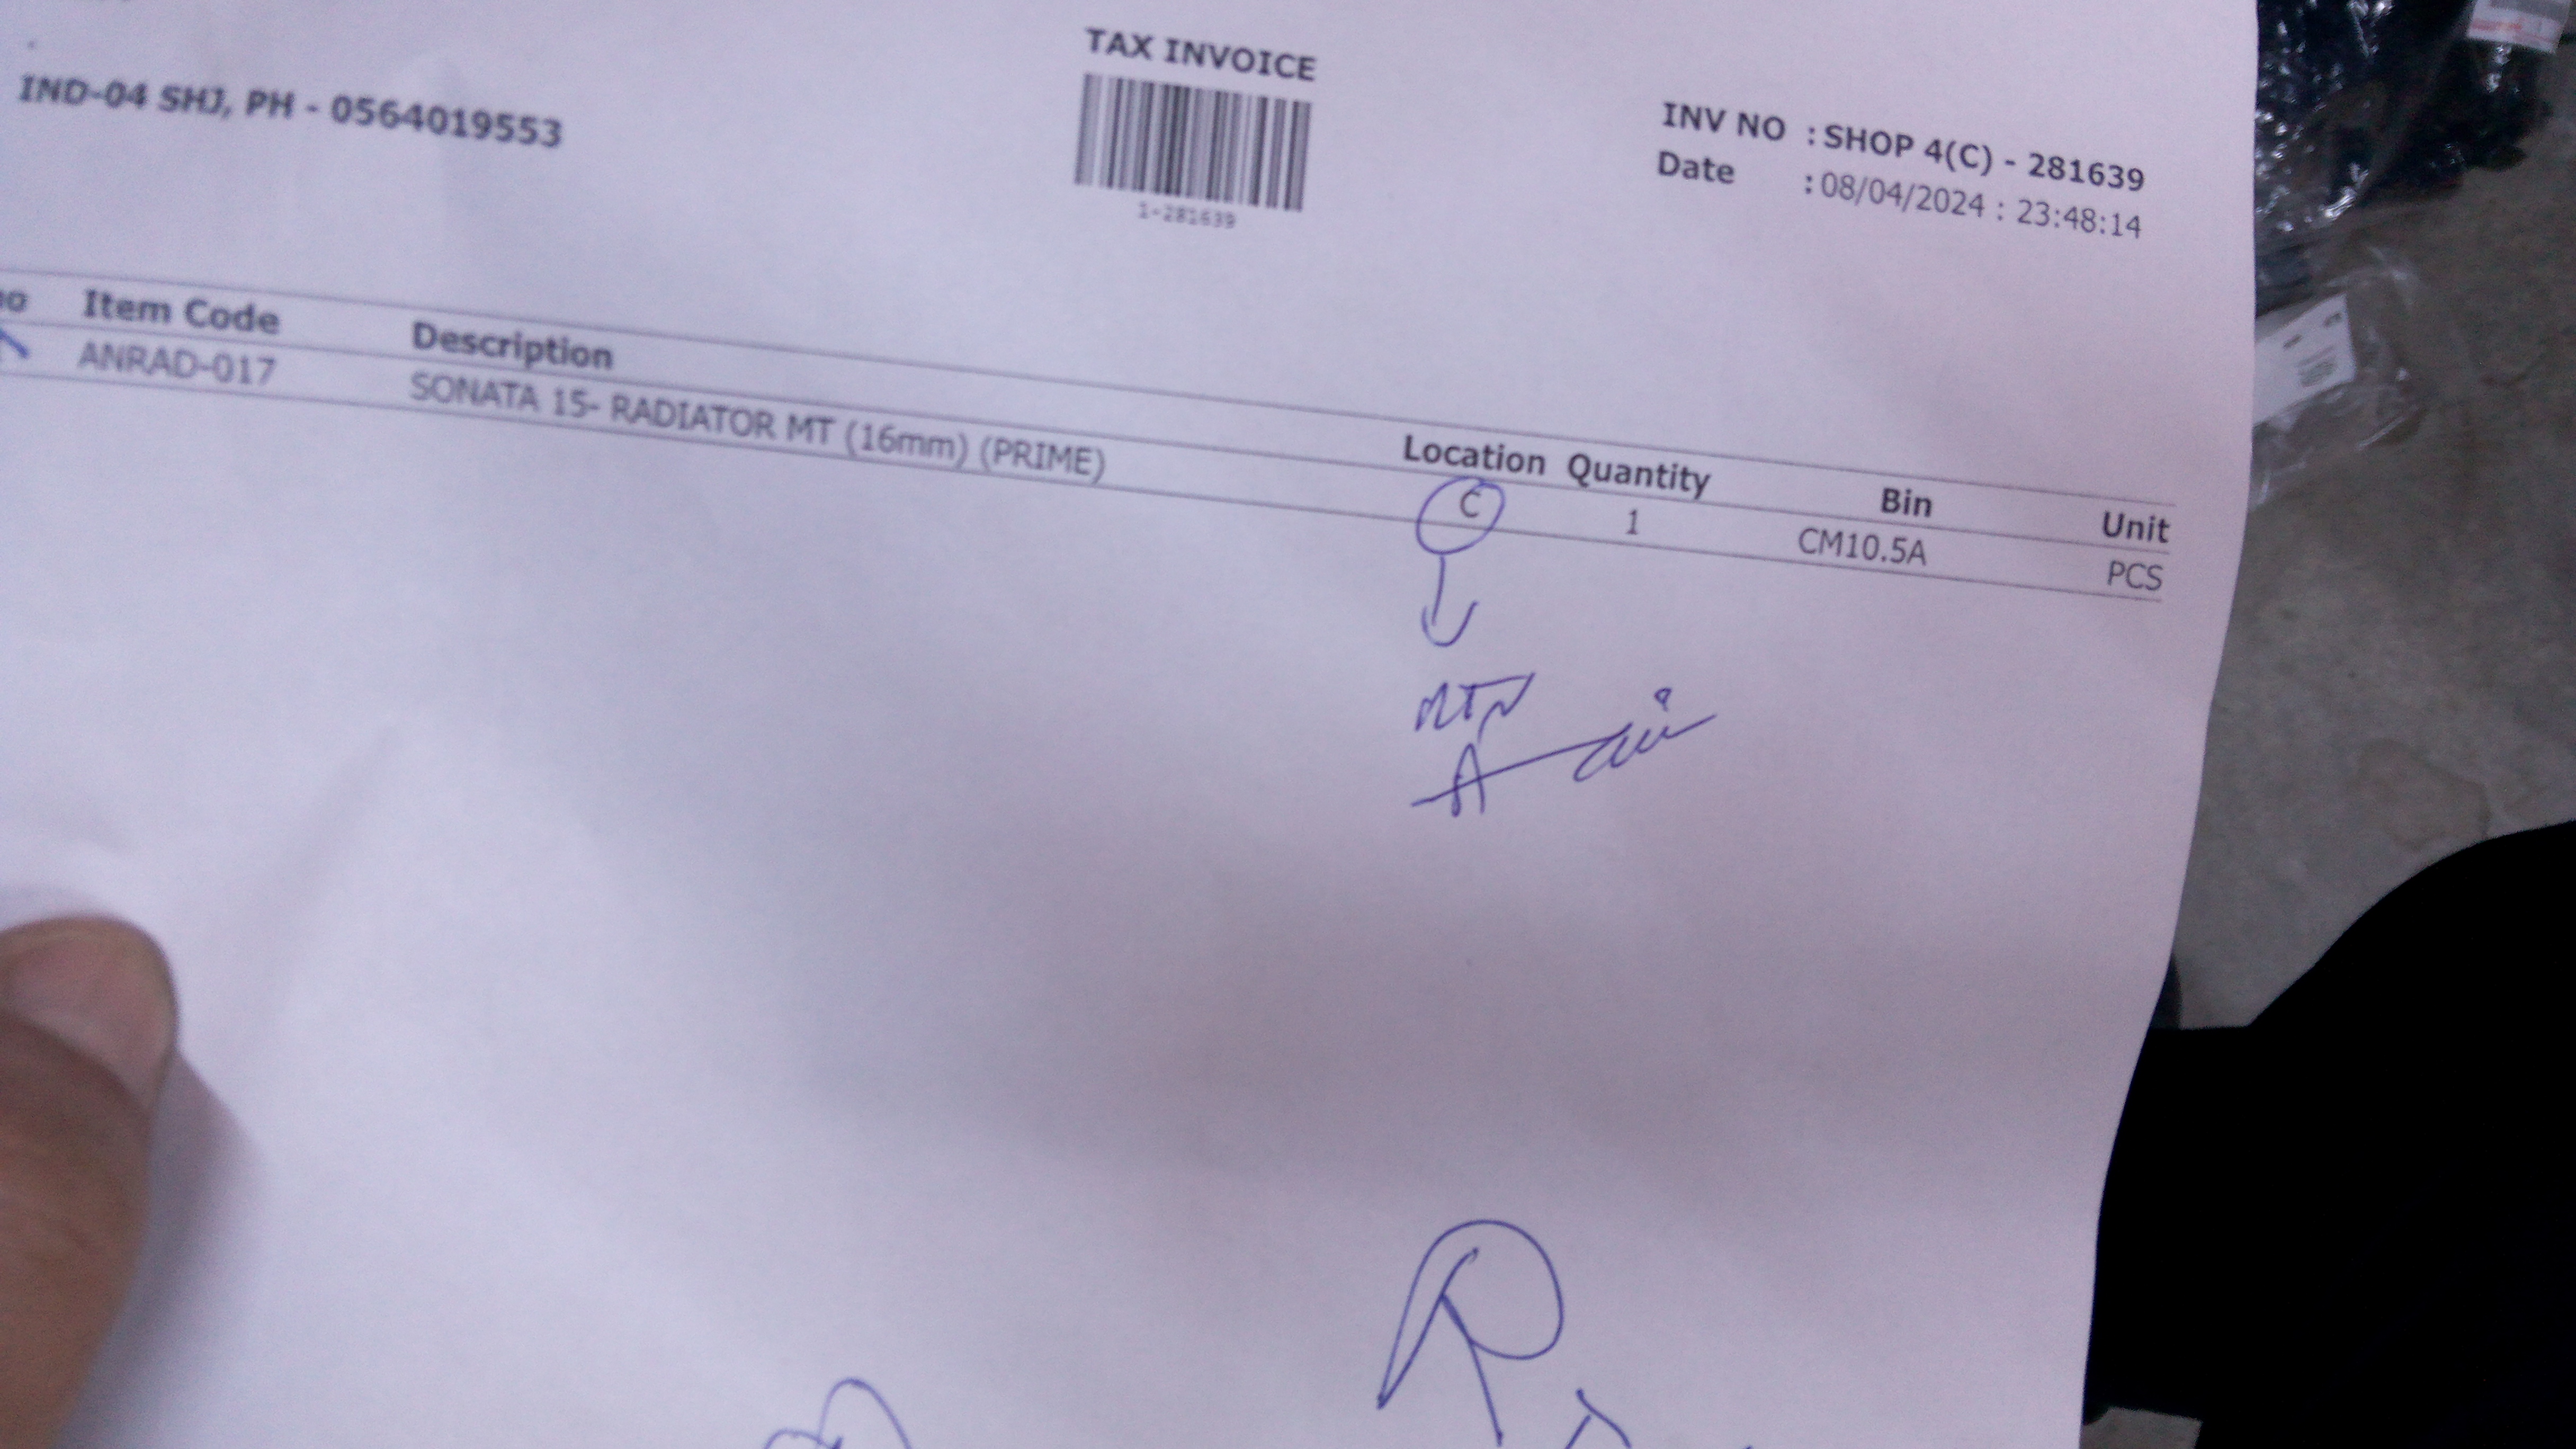 TAX INVOICE
IND-04 SHJ, PH - 0564019553
1-281639
INV NO : SHOP 4(C) - 281639
Date : 08/04/2024 : 23:48:14
Item Code Description Location Quantity Bin Unit
ANRAD-017 SONATA 15- RADIATOR MT (16mm) (PRIME) C 1 CM10.5A PCS